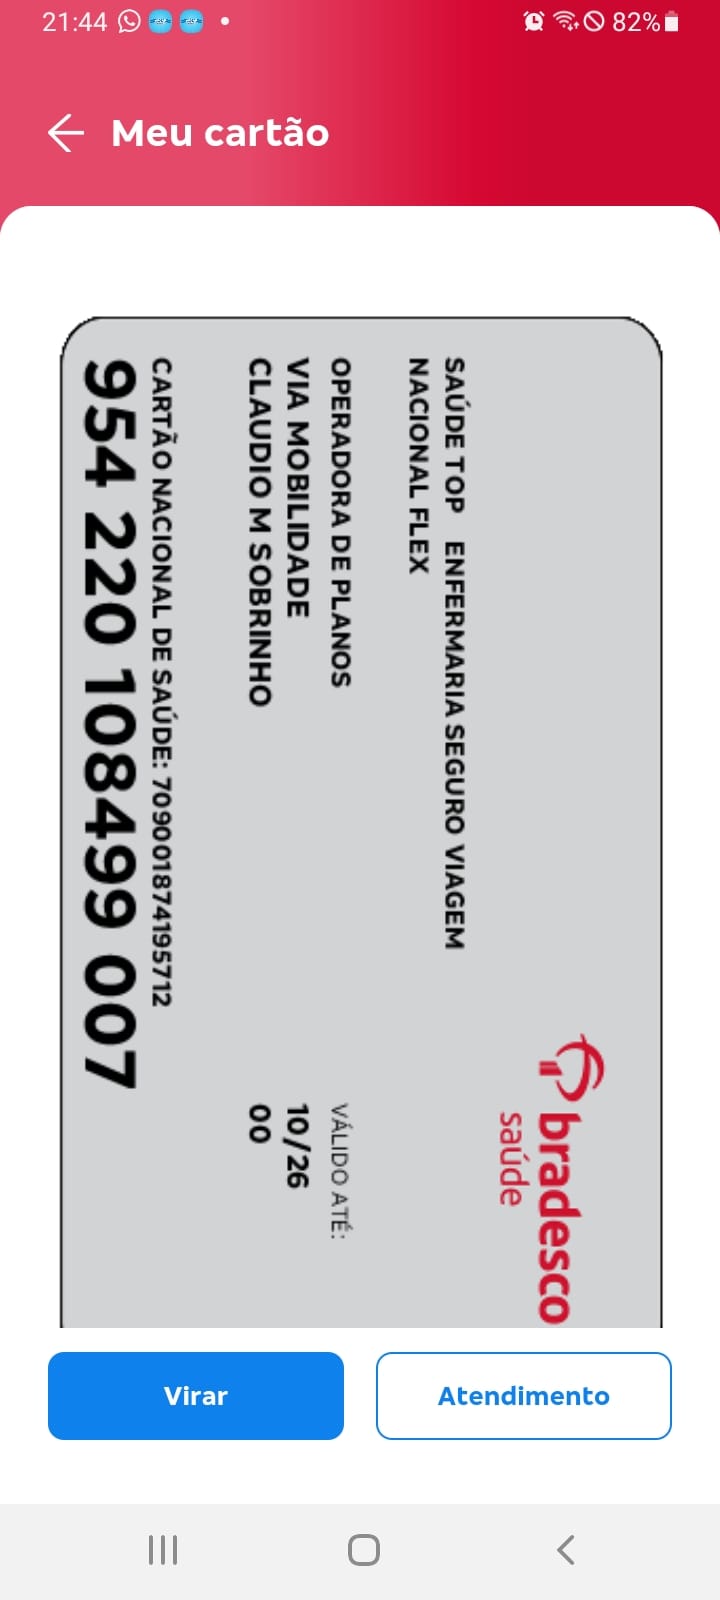 21:44
82%
Meu cartão
bradesco
saúde
SAÚDE TOP ENFERMARIA SEGURO VIAGEM
NACIONAL FLEX
OPERADORA DE PLANOS
VÁLIDO ATÉ:
VIA MOBILIDADE
10/26
CLAUDIO M SOBRINHO
00
CARTÃO NACIONAL DE SAÚDE: 709001874195712
954 220 108499 007
Virar
Atendimento